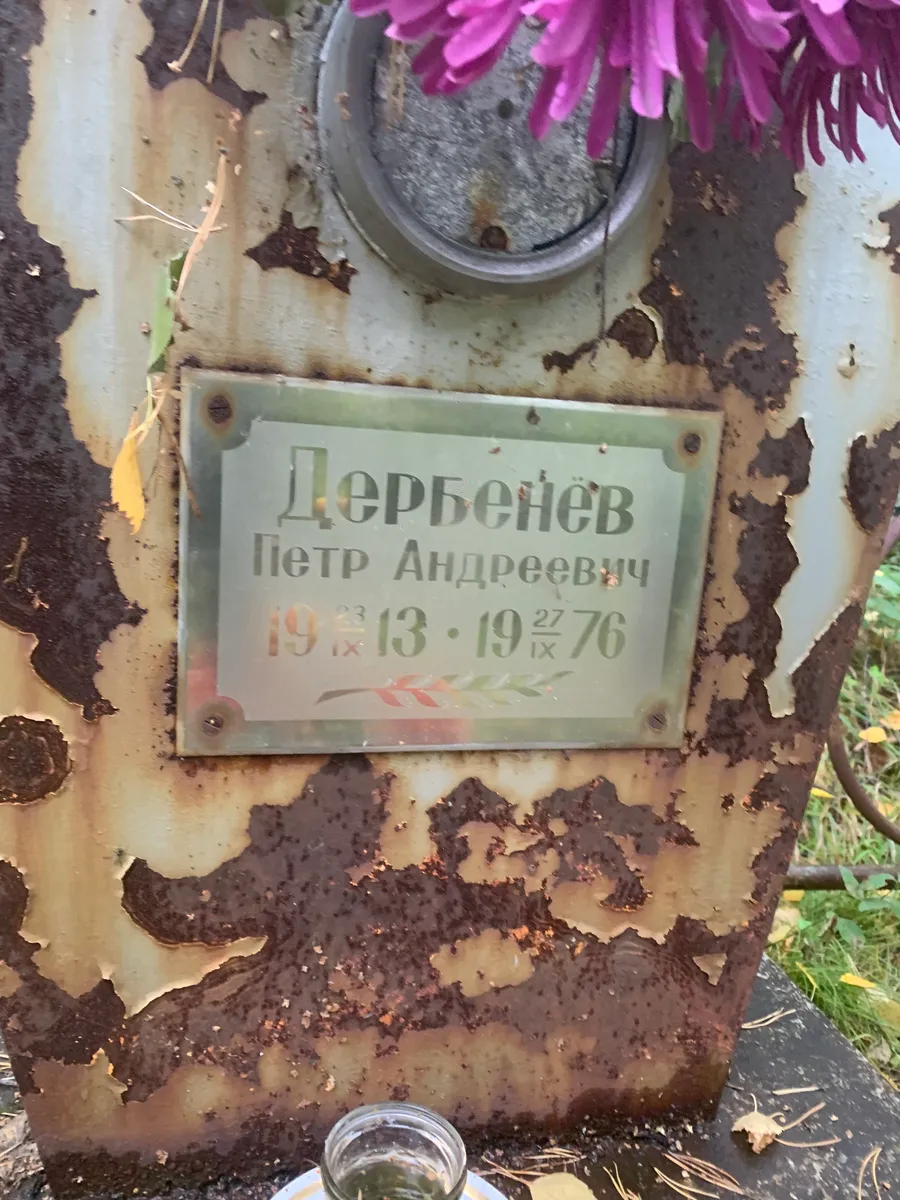 Дербенёв
Петр Андреевич
19 23/IX 13 · 19 27/IX 76